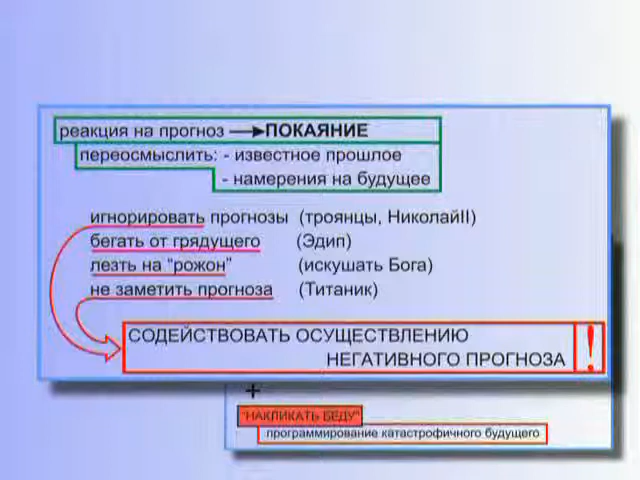 реакция на прогноз ПОКАЯНИЕ
переосмыслить: - известное прошлое
- намерения на будущее
игнорировать прогнозы (троянцы, НиколайII)
бегать от грядущего (Эдип)
лезть на "рожон" (искушать Бога)
не заметить прогноза (Титаник)
СОДЕЙСТВОВАТЬ ОСУЩЕСТВЛЕНИЮ
НЕГАТИВНОГО ПРОГНОЗА !
+
"НАКЛИКАТЬ БЕДУ"
программирование катастрофичного будущего